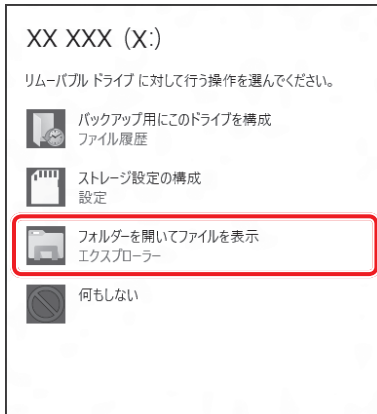 XX XXX (X:)
リムーバブル ドライブ に対して行う操作を選んでください。
バックアップ用にこのドライブを構成
ファイル履歴
ストレージ設定の構成
設定
フォルダーを開いてファイルを表示
エクスプローラー
何もしない